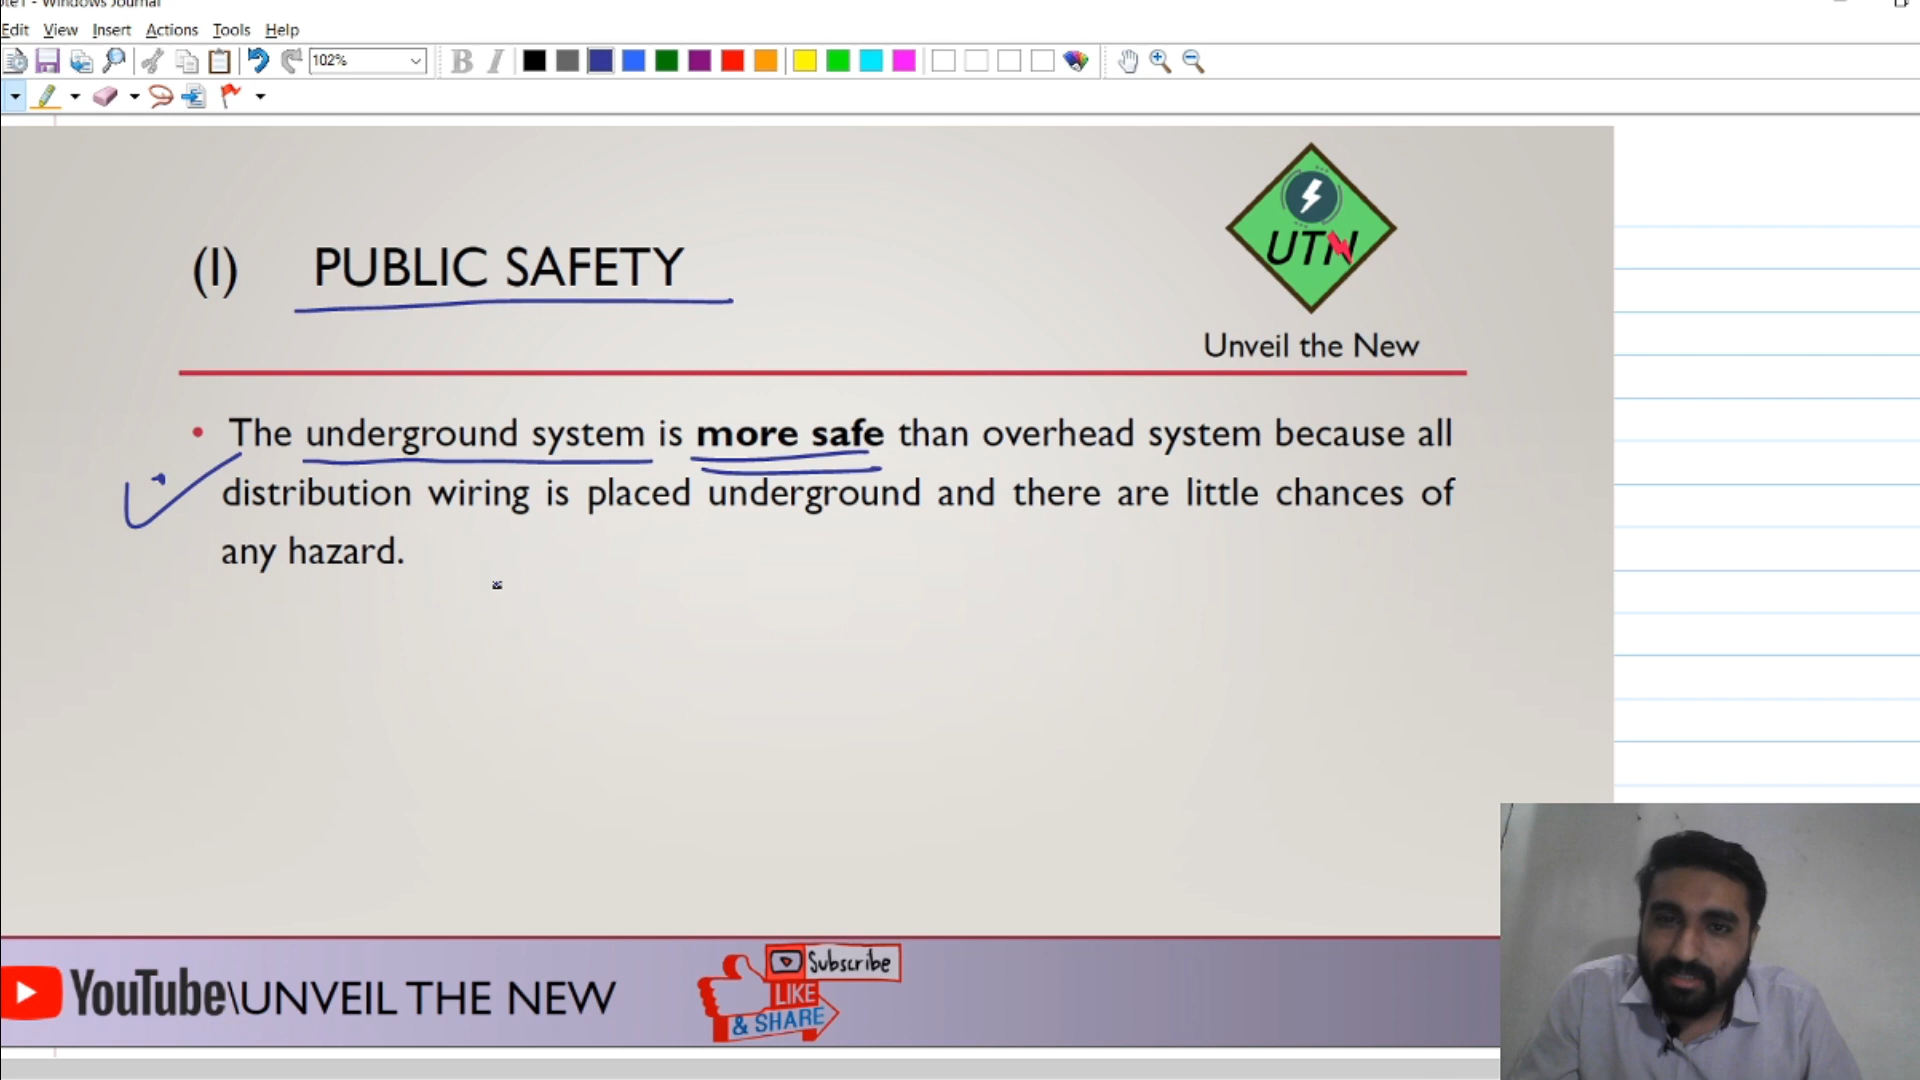 Windows Journal
Edit View Insert Actions Tools Help
102%
B I
(I) PUBLIC SAFETY
UTN
Unveil the New
• The underground system is more safe than overhead system because all
distribution wiring is placed underground and there are little chances of
any hazard.
YouTube\UNVEIL THE NEW
Subscribe
LIKE
& SHARE